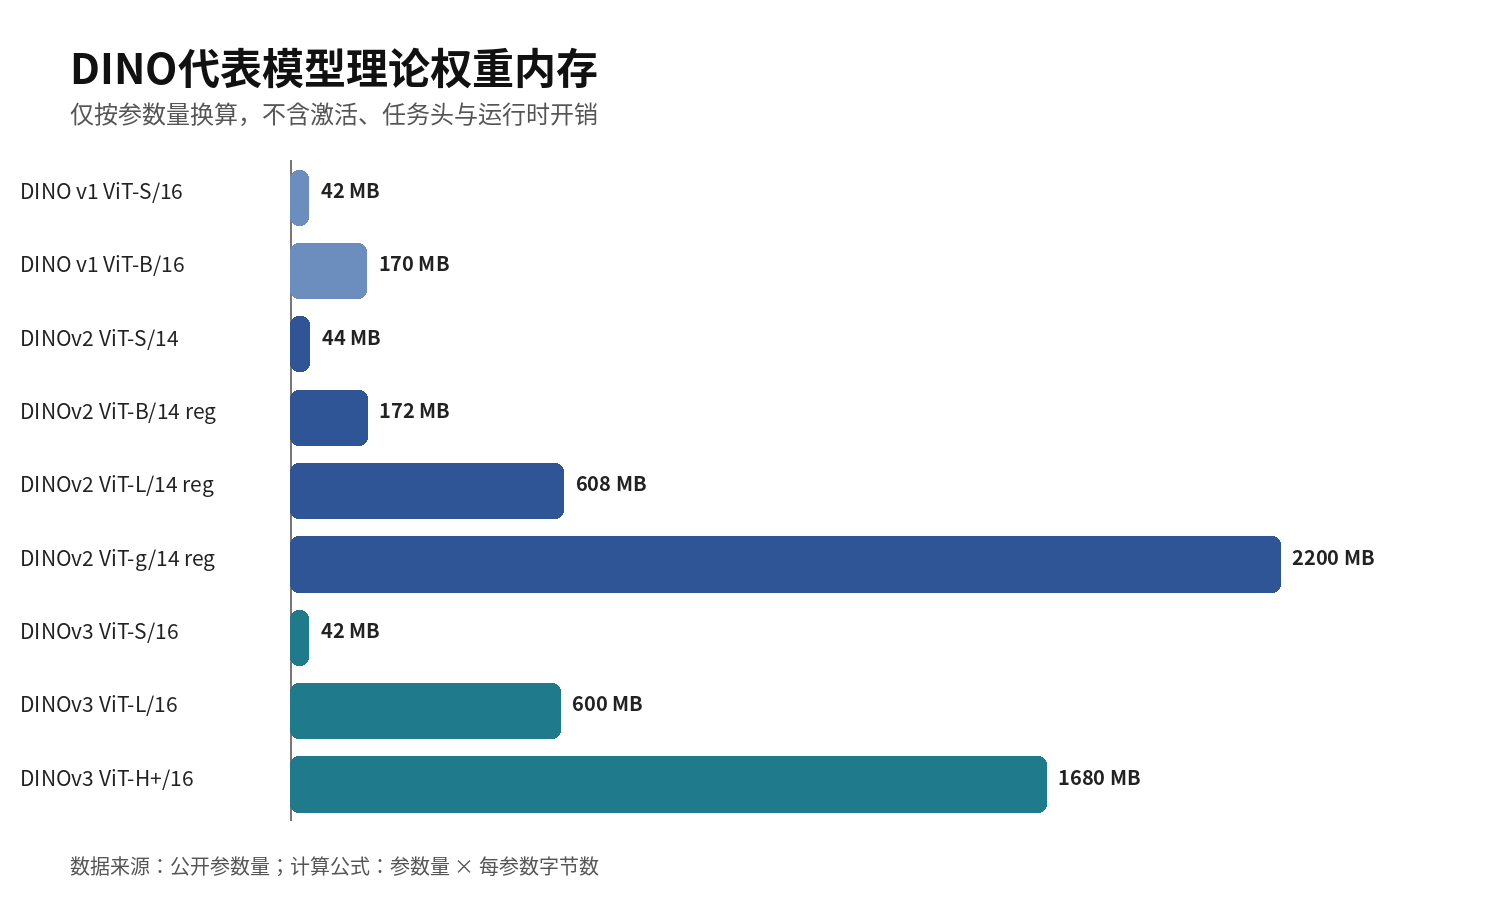 DINO代表模型理论权重内存
仅按参数量换算，不含激活、任务头与运行时开销
DINO v1 ViT-S/16 42 MB
DINO v1 ViT-B/16 170 MB
DINOv2 ViT-S/14 44 MB
DINOv2 ViT-B/14 reg 172 MB
DINOv2 ViT-L/14 reg 608 MB
DINOv2 ViT-g/14 reg 2200 MB
DINOv3 ViT-S/16 42 MB
DINOv3 ViT-L/16 600 MB
DINOv3 ViT-H+/16 1680 MB
数据来源：公开参数量；计算公式：参数量 × 每参数字节数